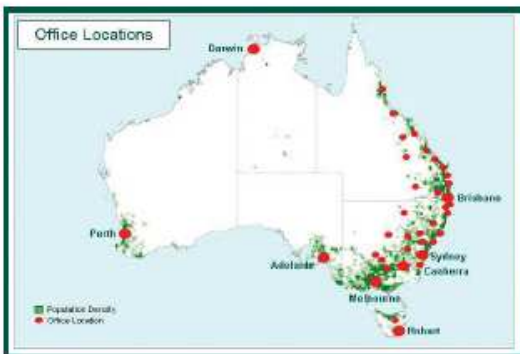 Office Locations
Darwin
Brisbane
Perth
Adelaide
Sydney
Canberra
Melbourne
Population Density
Office Location
Hobart